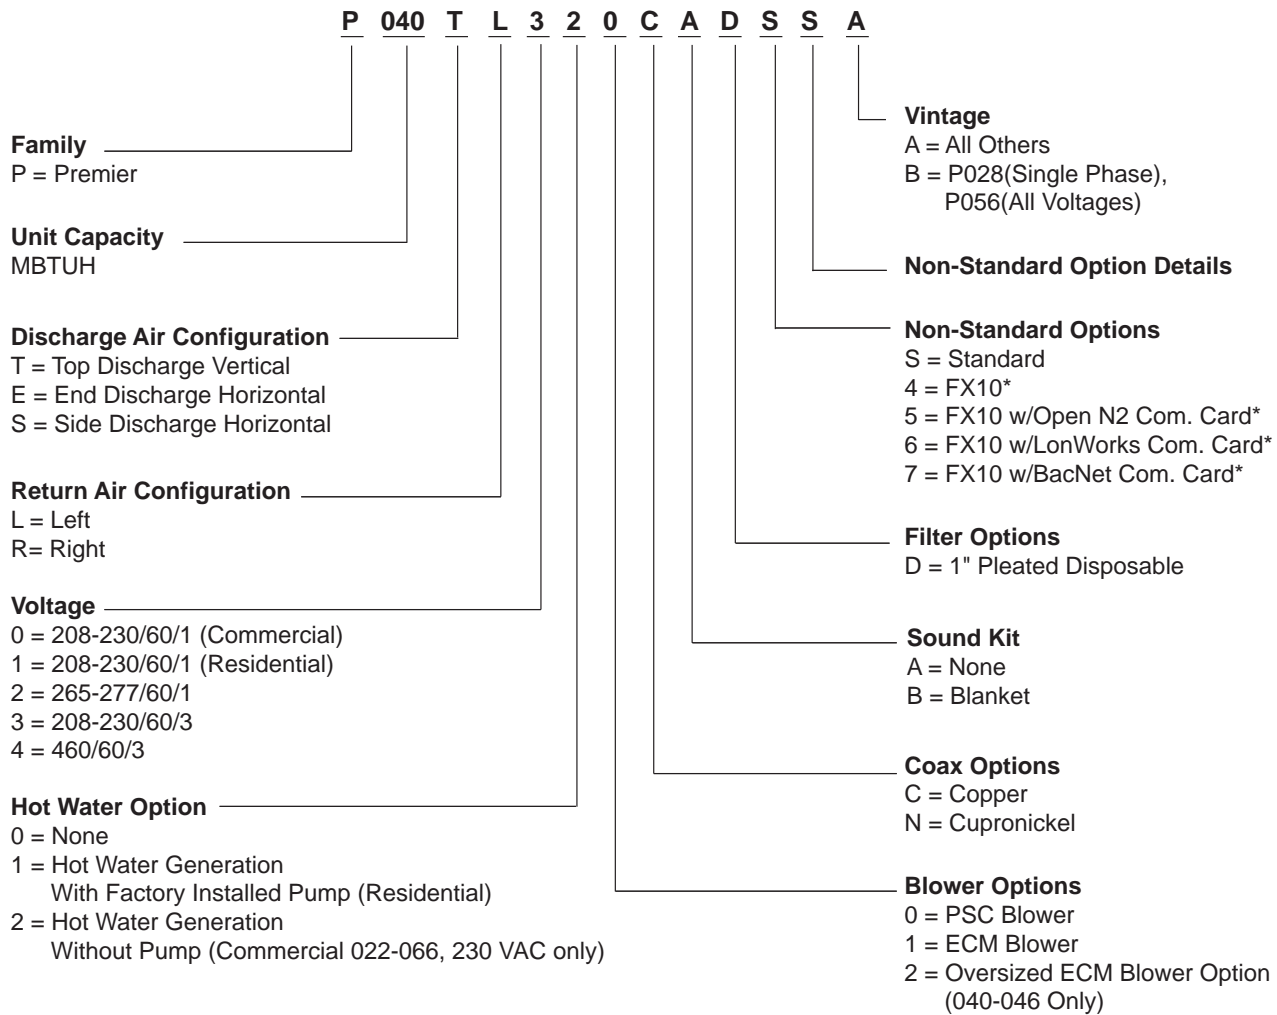 P 040 T L 3 2 0 C A D S S A
Family
P = Premier
Unit Capacity
MBTUH
Discharge Air Configuration
T = Top Discharge Vertical
E = End Discharge Horizontal
S = Side Discharge Horizontal
Return Air Configuration
L = Left
R= Right
Voltage
0 = 208-230/60/1 (Commercial)
1 = 208-230/60/1 (Residential)
2 = 265-277/60/1
3 = 208-230/60/3
4 = 460/60/3
Hot Water Option
0 = None
1 = Hot Water Generation
With Factory Installed Pump (Residential)
2 = Hot Water Generation
Without Pump (Commercial 022-066, 230 VAC only)
Vintage
A = All Others
B = P028(Single Phase),
P056(All Voltages)
Non-Standard Option Details
Non-Standard Options
S = Standard
4 = FX10*
5 = FX10 w/Open N2 Com. Card*
6 = FX10 w/LonWorks Com. Card*
7 = FX10 w/BacNet Com. Card*
Filter Options
D = 1" Pleated Disposable
Sound Kit
A = None
B = Blanket
Coax Options
C = Copper
N = Cupronickel
Blower Options
0 = PSC Blower
1 = ECM Blower
2 = Oversized ECM Blower Option
(040-046 Only)